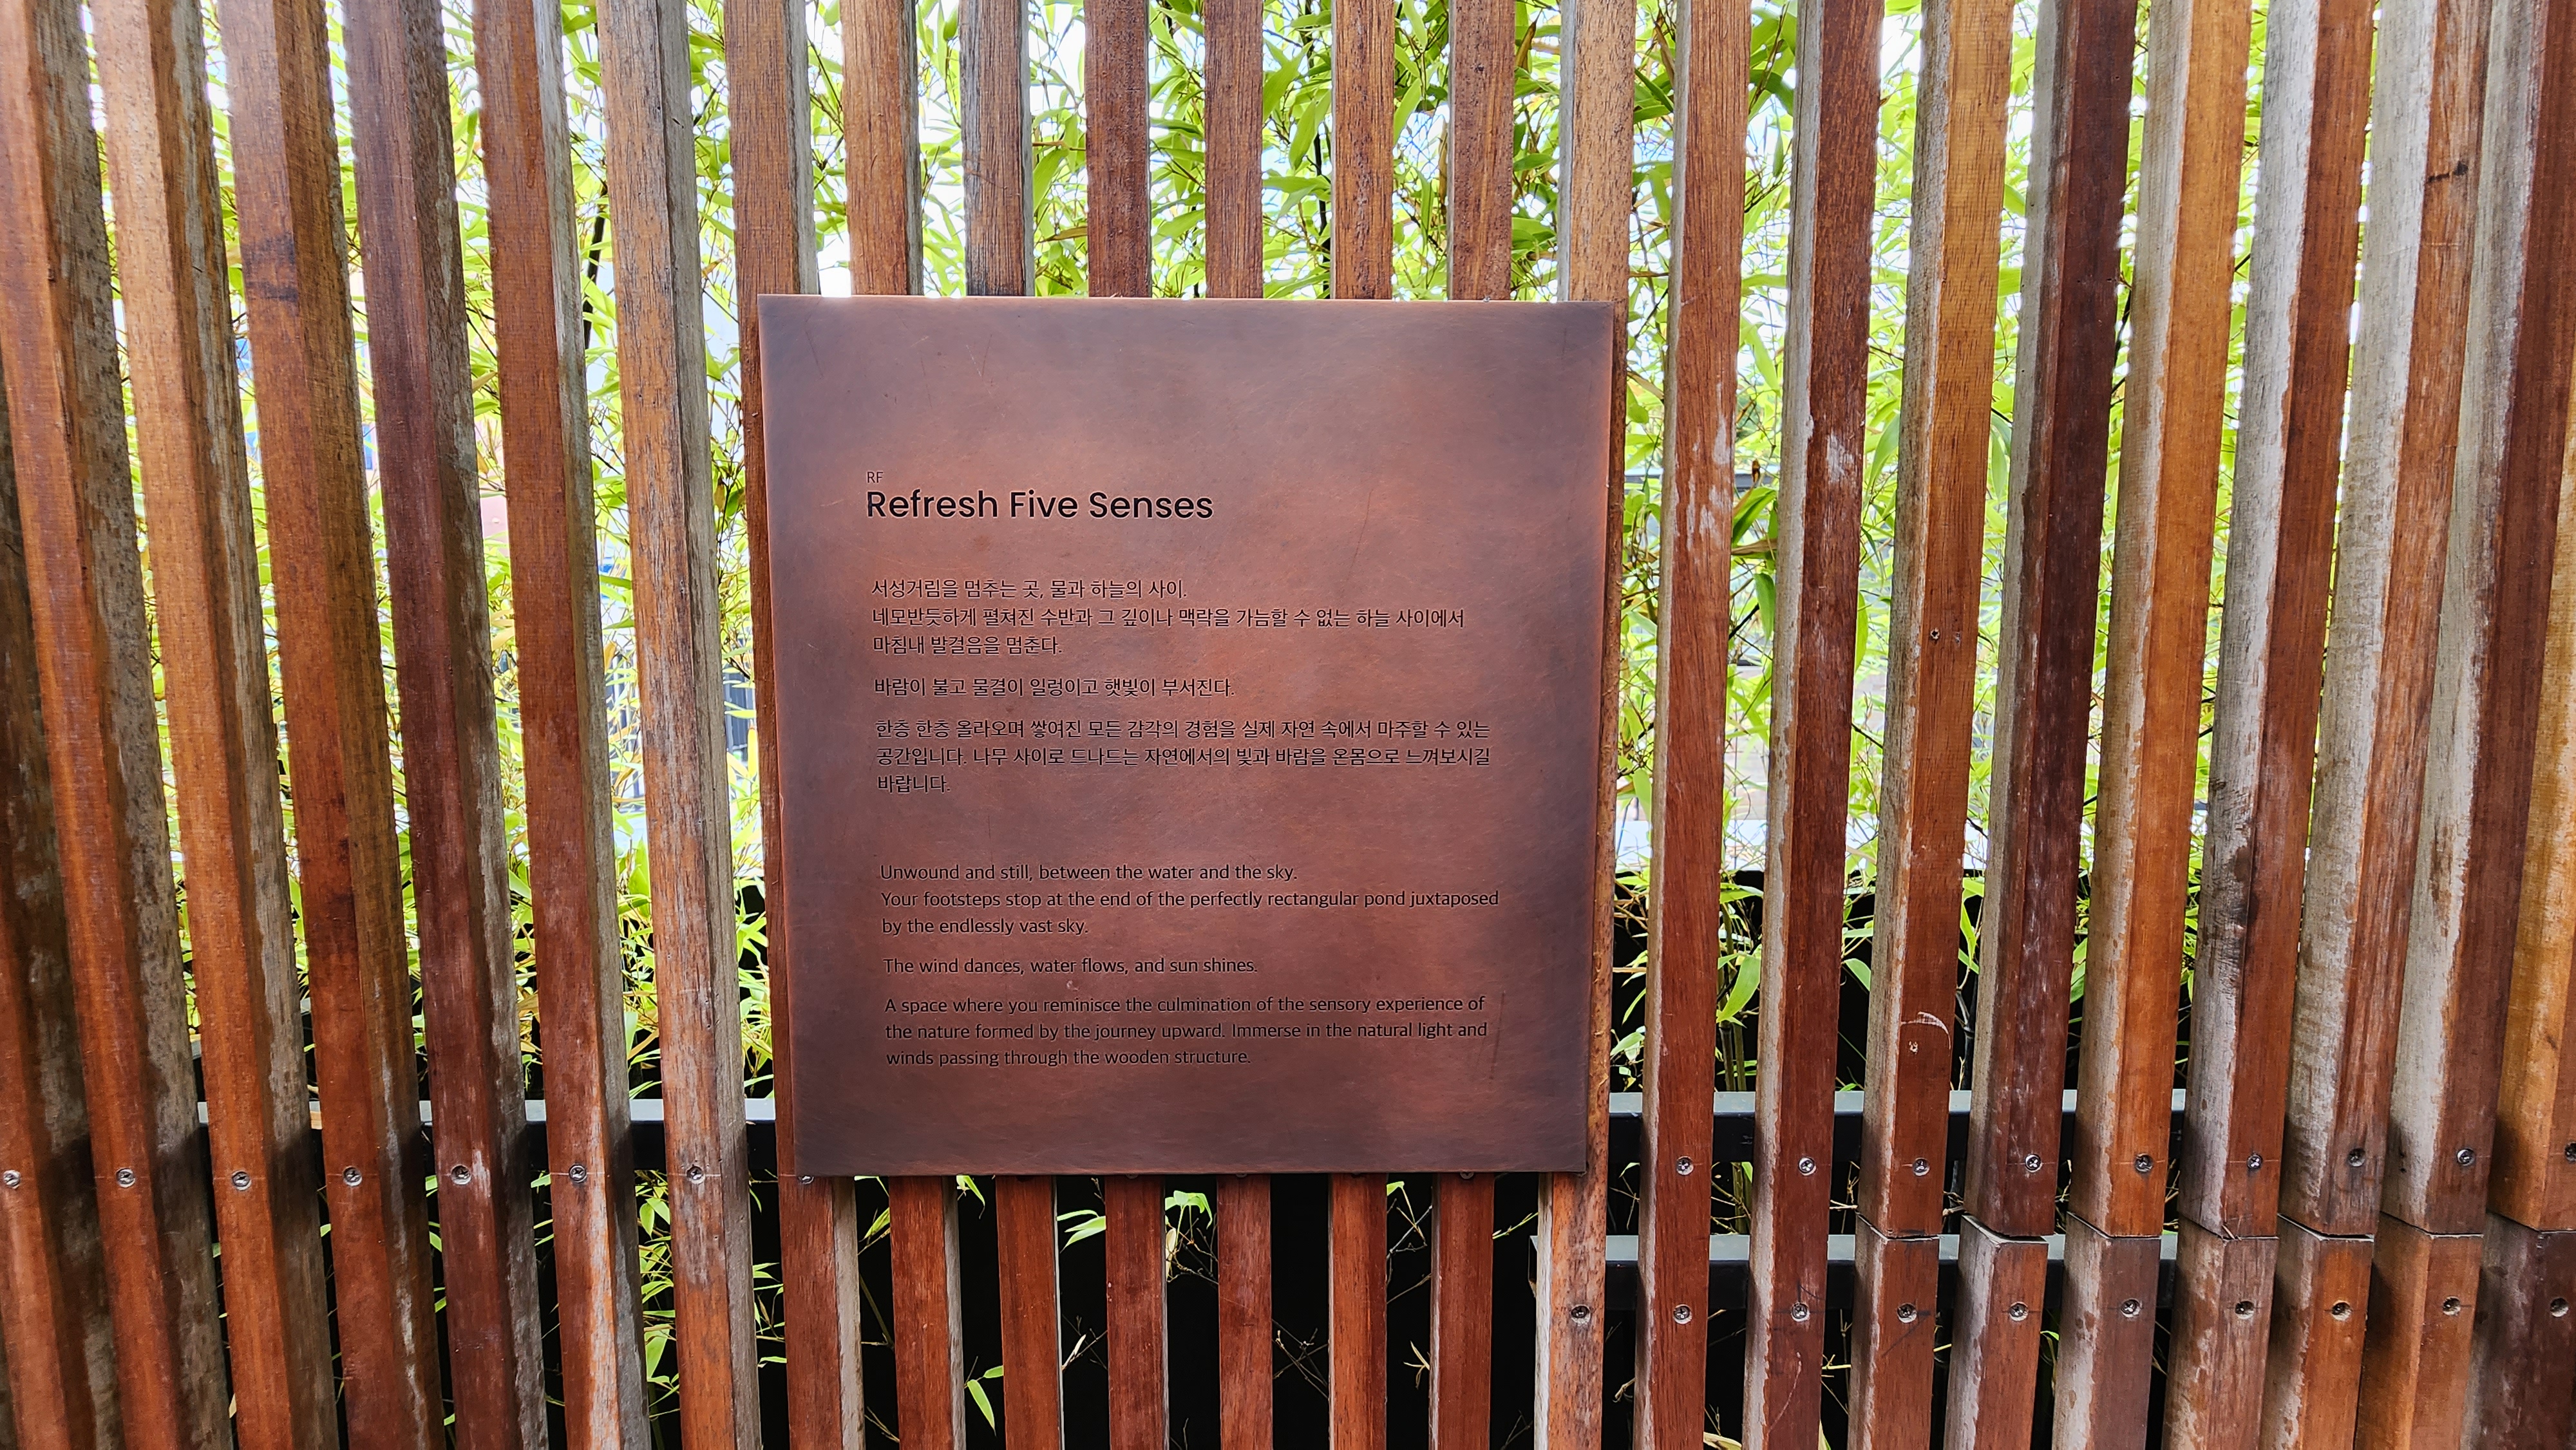 RF
Refresh Five Senses
서성거림을 멈추는 곳, 물과 하늘의 사이.
네모반듯하게 펼쳐진 수반과 그 깊이나 맥락을 가늠할 수 없는 하늘 사이에서
마침내 발걸음을 멈춘다.
바람이 불고 물결이 일렁이고 햇빛이 부서진다.
한층 한층 올라오며 쌓여진 모든 감각의 경험을 실제 자연 속에서 마주할 수 있는
공간입니다. 나무 사이로 드나드는 자연에서의 빛과 바람을 온몸으로 느껴보시길
바랍니다.
Unwound and still, between the water and the sky.
Your footsteps stop at the end of the perfectly rectangular pond juxtaposed
by the endlessly vast sky.
The wind dances, water flows, and sun shines.
A space where you reminisce the culmination of the sensory experience of
the nature formed by the journey upward. Immerse in the natural light and
winds passing through the wooden structure.